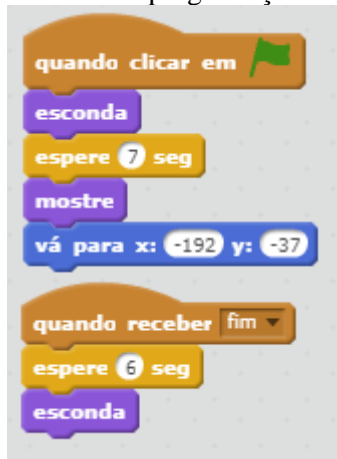 quando clicar em
esconda
espere 7 seg
mostre
vá para x: -192 y: -37
quando receber fim
espere 6 seg
esconda